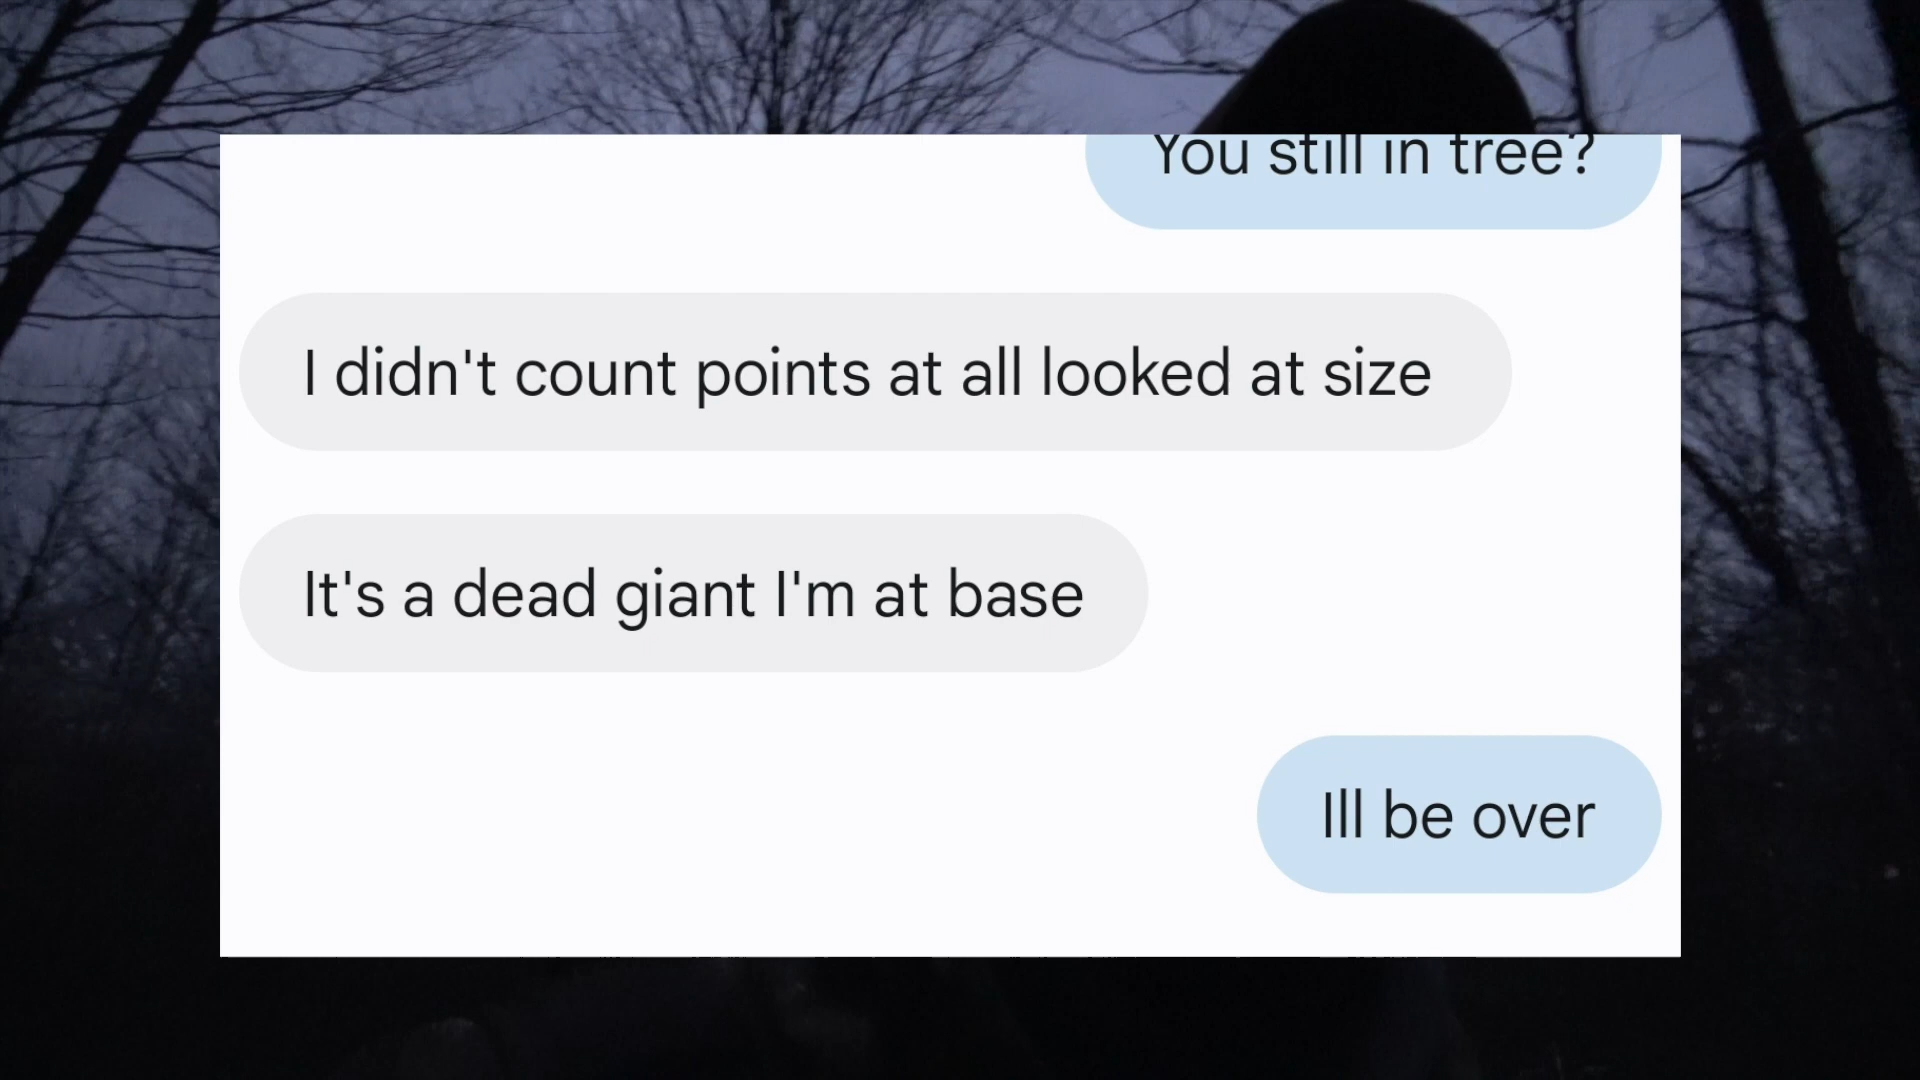 You still in tree?
I didn't count points at all looked at size
It's a dead giant I'm at base
Ill be over